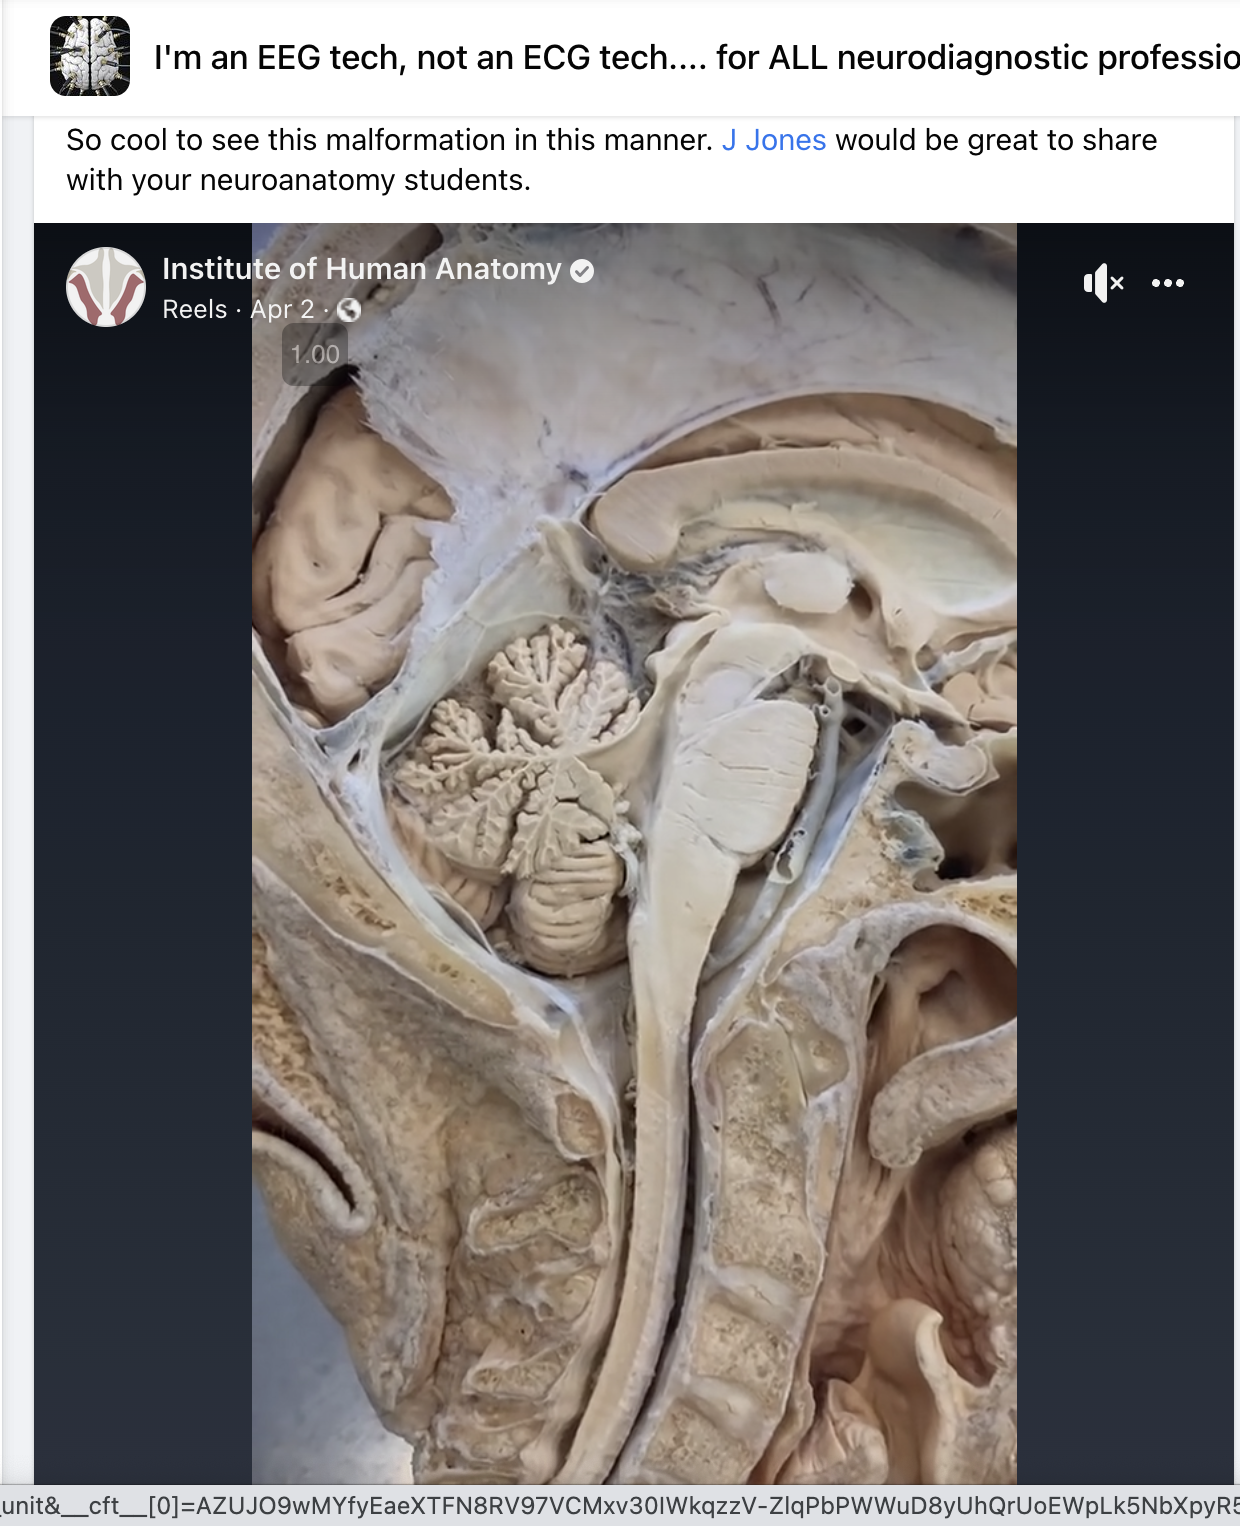 I'm an EEG tech, not an ECG tech.... for ALL neurodiagnostic professio
So cool to see this malformation in this manner. J Jones would be great to share
with your neuroanatomy students.
Institute of Human Anatomy
Reels · Apr 2 ·
1.00
unit&__cft__[0]=AZUJO9wMYfyEaeXTFN8RV97VCMxv30IWkqzzV-ZlqPbPWWuD8yUhQrUoEWpLk5NbXpyR5